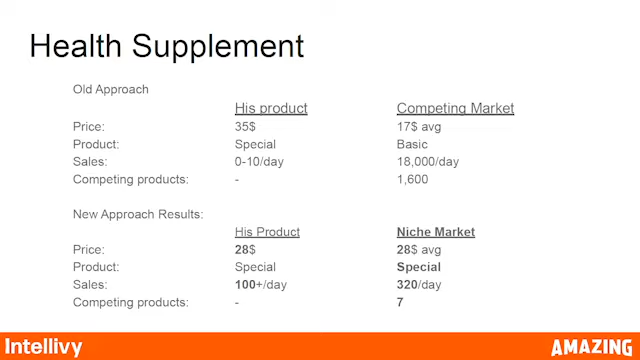 Health Supplement
Old Approach
His product Competing Market
Price: 35$ 17$ avg
Product: Special Basic
Sales: 0-10/day 18,000/day
Competing products: - 1,600
New Approach Results:
His Product Niche Market
Price: 28$ 28$ avg
Product: Special Special
Sales: 100+/day 320/day
Competing products: - 7
Intellivy AMAZING